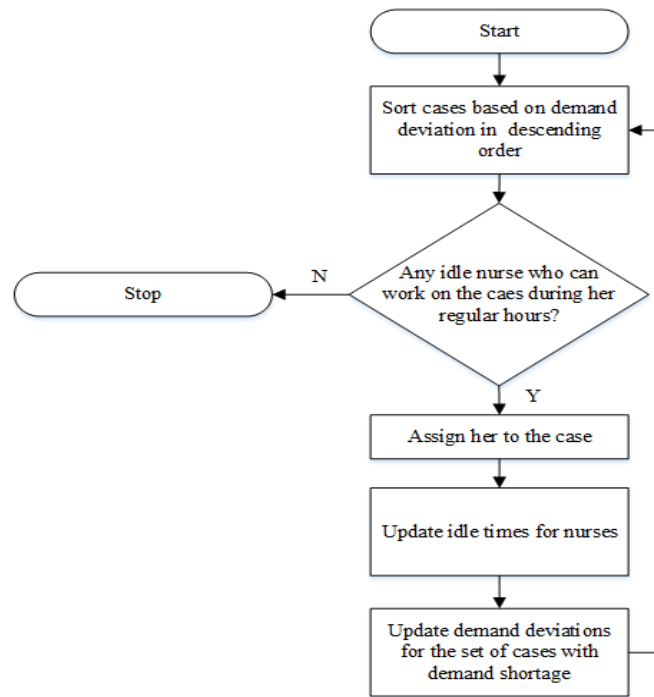 Start
Sort cases based on demand
deviation in descending
order
Any idle nurse who can
work on the caes during her
regular hours?
N
Stop
Y
Assign her to the case
Update idle times for nurses
Update demand deviations
for the set of cases with
demand shortage